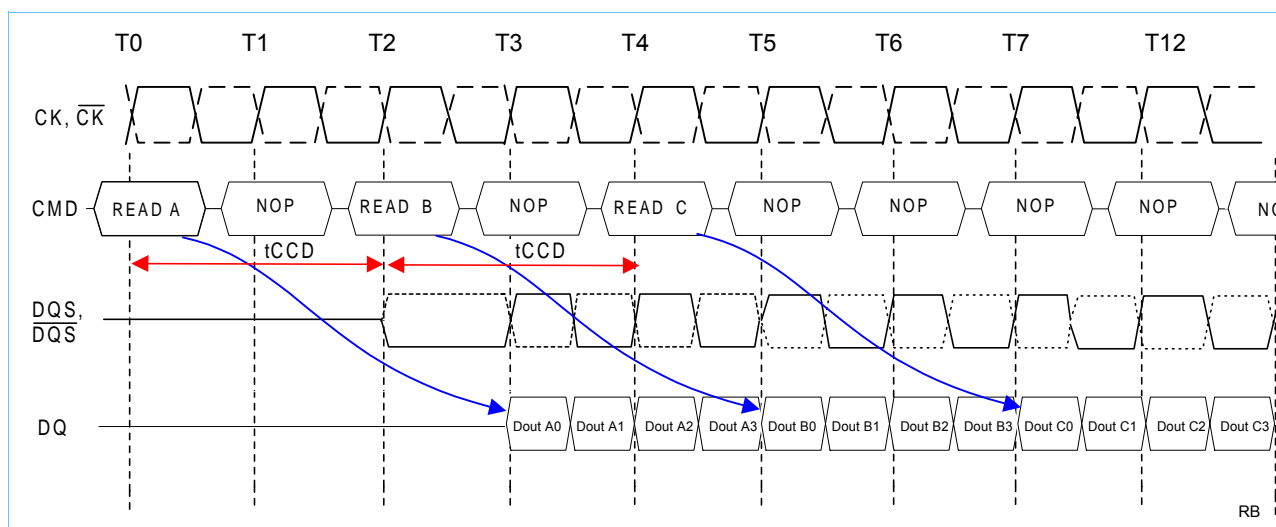 T0 T1 T2 T3 T4 T5 T6 T7 T12
CK, CK
CMD READ A NOP READ B NOP READ C NOP NOP NOP NOP
tCCD tCCD
DQS,
DQS
DQ Dout A0 Dout A1 Dout A2 Dout A3 Dout B0 Dout B1 Dout B2 Dout B3 Dout C0 Dout C1 Dout C2 Dout C3
RB